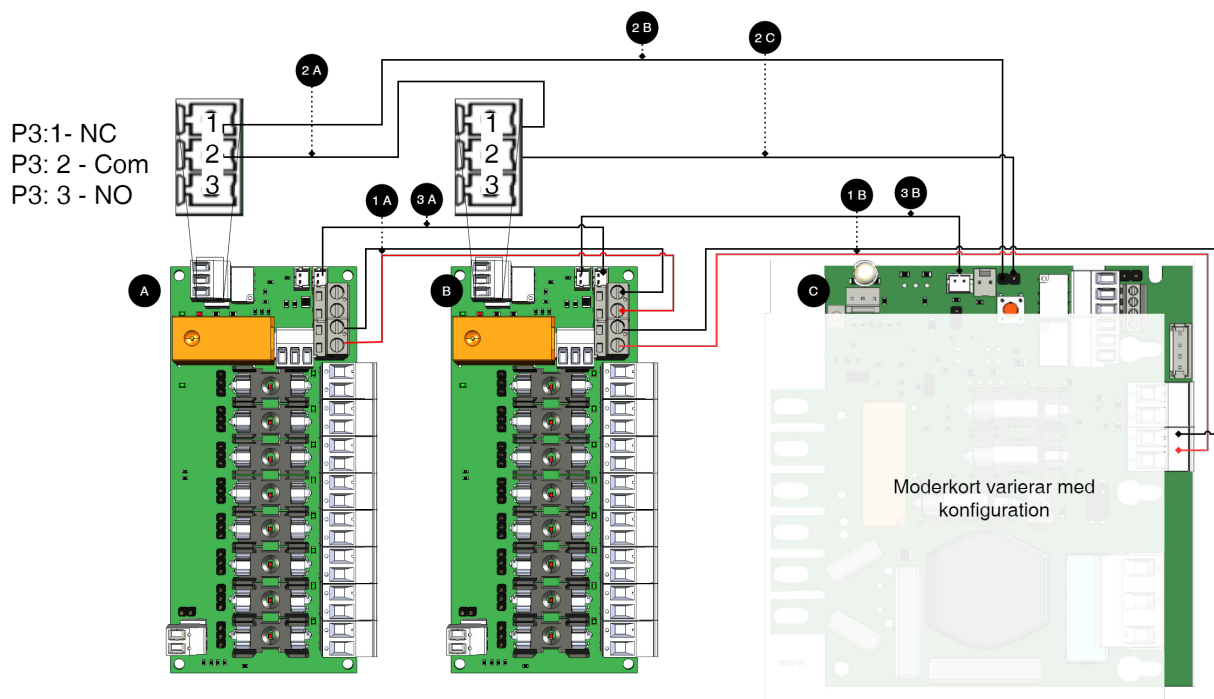 2 B
2 C
2 A
P3:1- NC
P3: 2 - Com
P3: 3 - NO
1
2
3
1
2
3
1 A
3 A
1 B
3 B
A
B
C
Moderkort varierar med
konfiguration